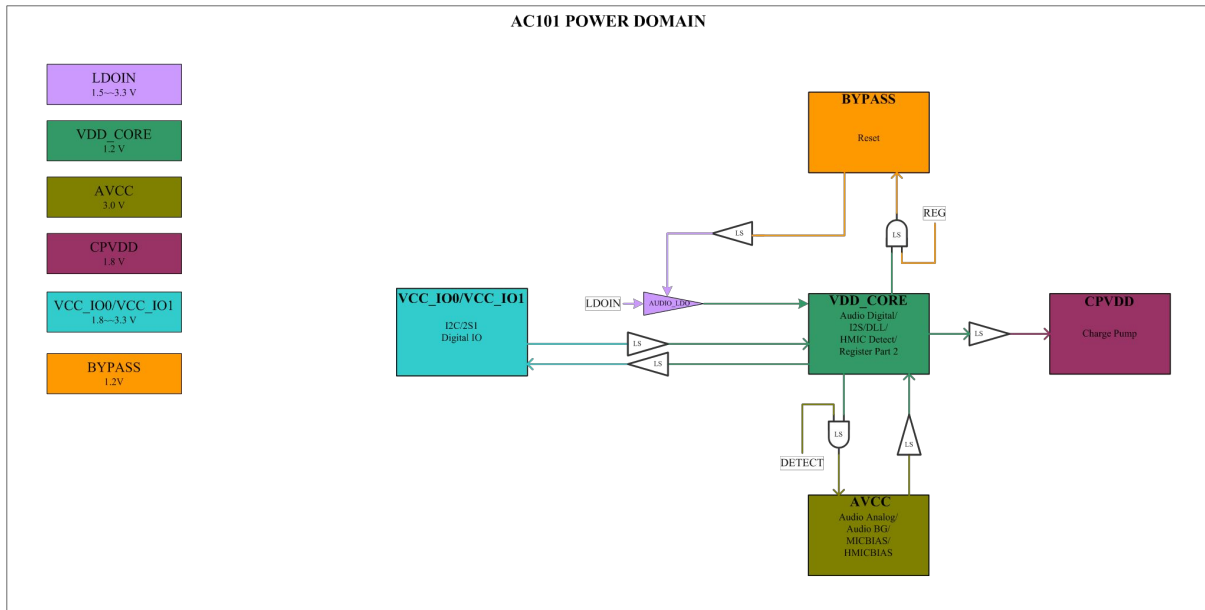 AC101 POWER DOMAIN
LDOIN
1.5~~3.3 V
VDD_CORE
1.2 V
AVCC
3.0 V
CPVDD
1.8 V
VCC_IO0/VCC_IO1
1.8~~3.3 V
BYPASS
1.2V
BYPASS
Reset
LS
LS
REG
LDOIN
AUDIO_LDO
VCC_IO0/VCC_IO1
I2C/2S1
Digital IO
LS
LS
VDD_CORE
Audio Digital/
I2S/DLL/
HMIC Detect/
Register Part 2
LS
CPVDD
Charge Pump
LS
LS
DETECT
AVCC
Audio Analog/
Audio BG/
MICBIAS/
HMICBIAS